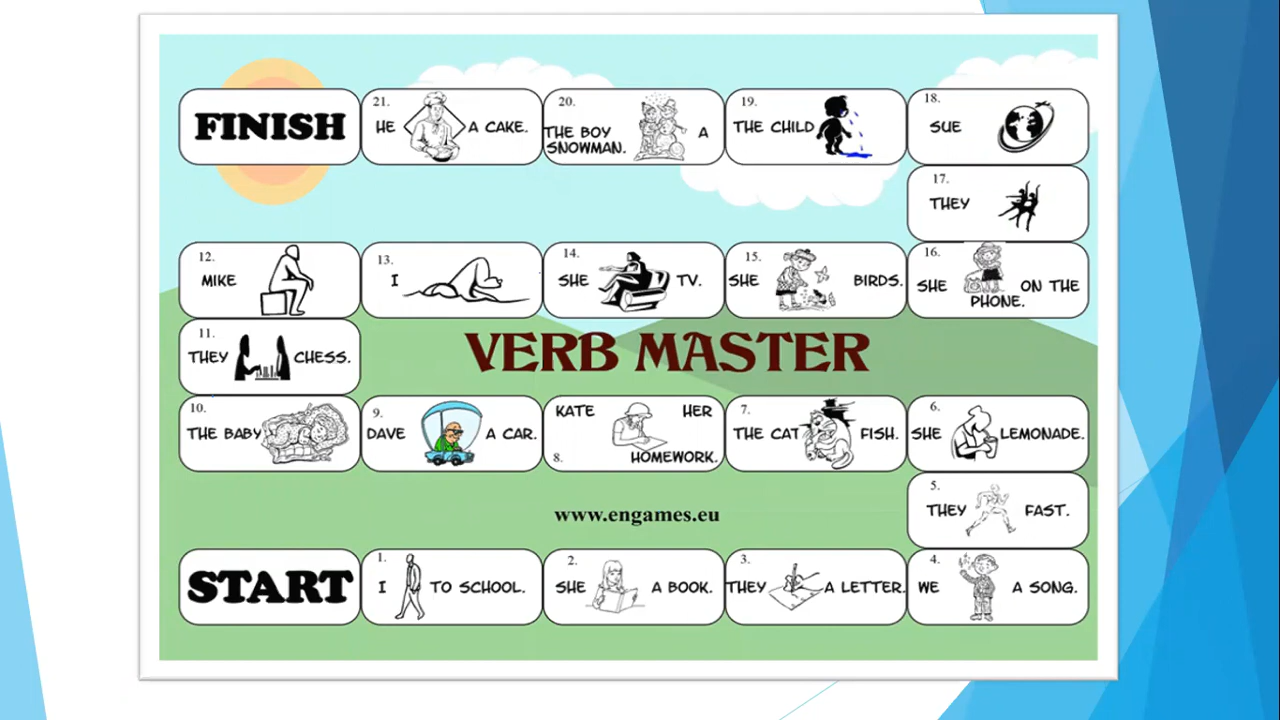 FINISH
21.
HE A CAKE.
20.
THE BOY A
SNOWMAN.
19.
THE CHILD
18.
SUE
17.
THEY
12.
MIKE
13.
I
14.
SHE TV.
15.
SHE BIRDS.
16.
SHE ON THE
PHONE.
11.
THEY CHESS.
VERB MASTER
10.
THE BABY
9.
DAVE A CAR.
KATE HER
8. HOMEWORK.
7.
THE CAT FISH.
6.
SHE LEMONADE.
5.
THEY FAST.
www.engames.eu
START
1.
I TO SCHOOL.
2.
SHE A BOOK.
3.
THEY A LETTER.
4.
WE A SONG.